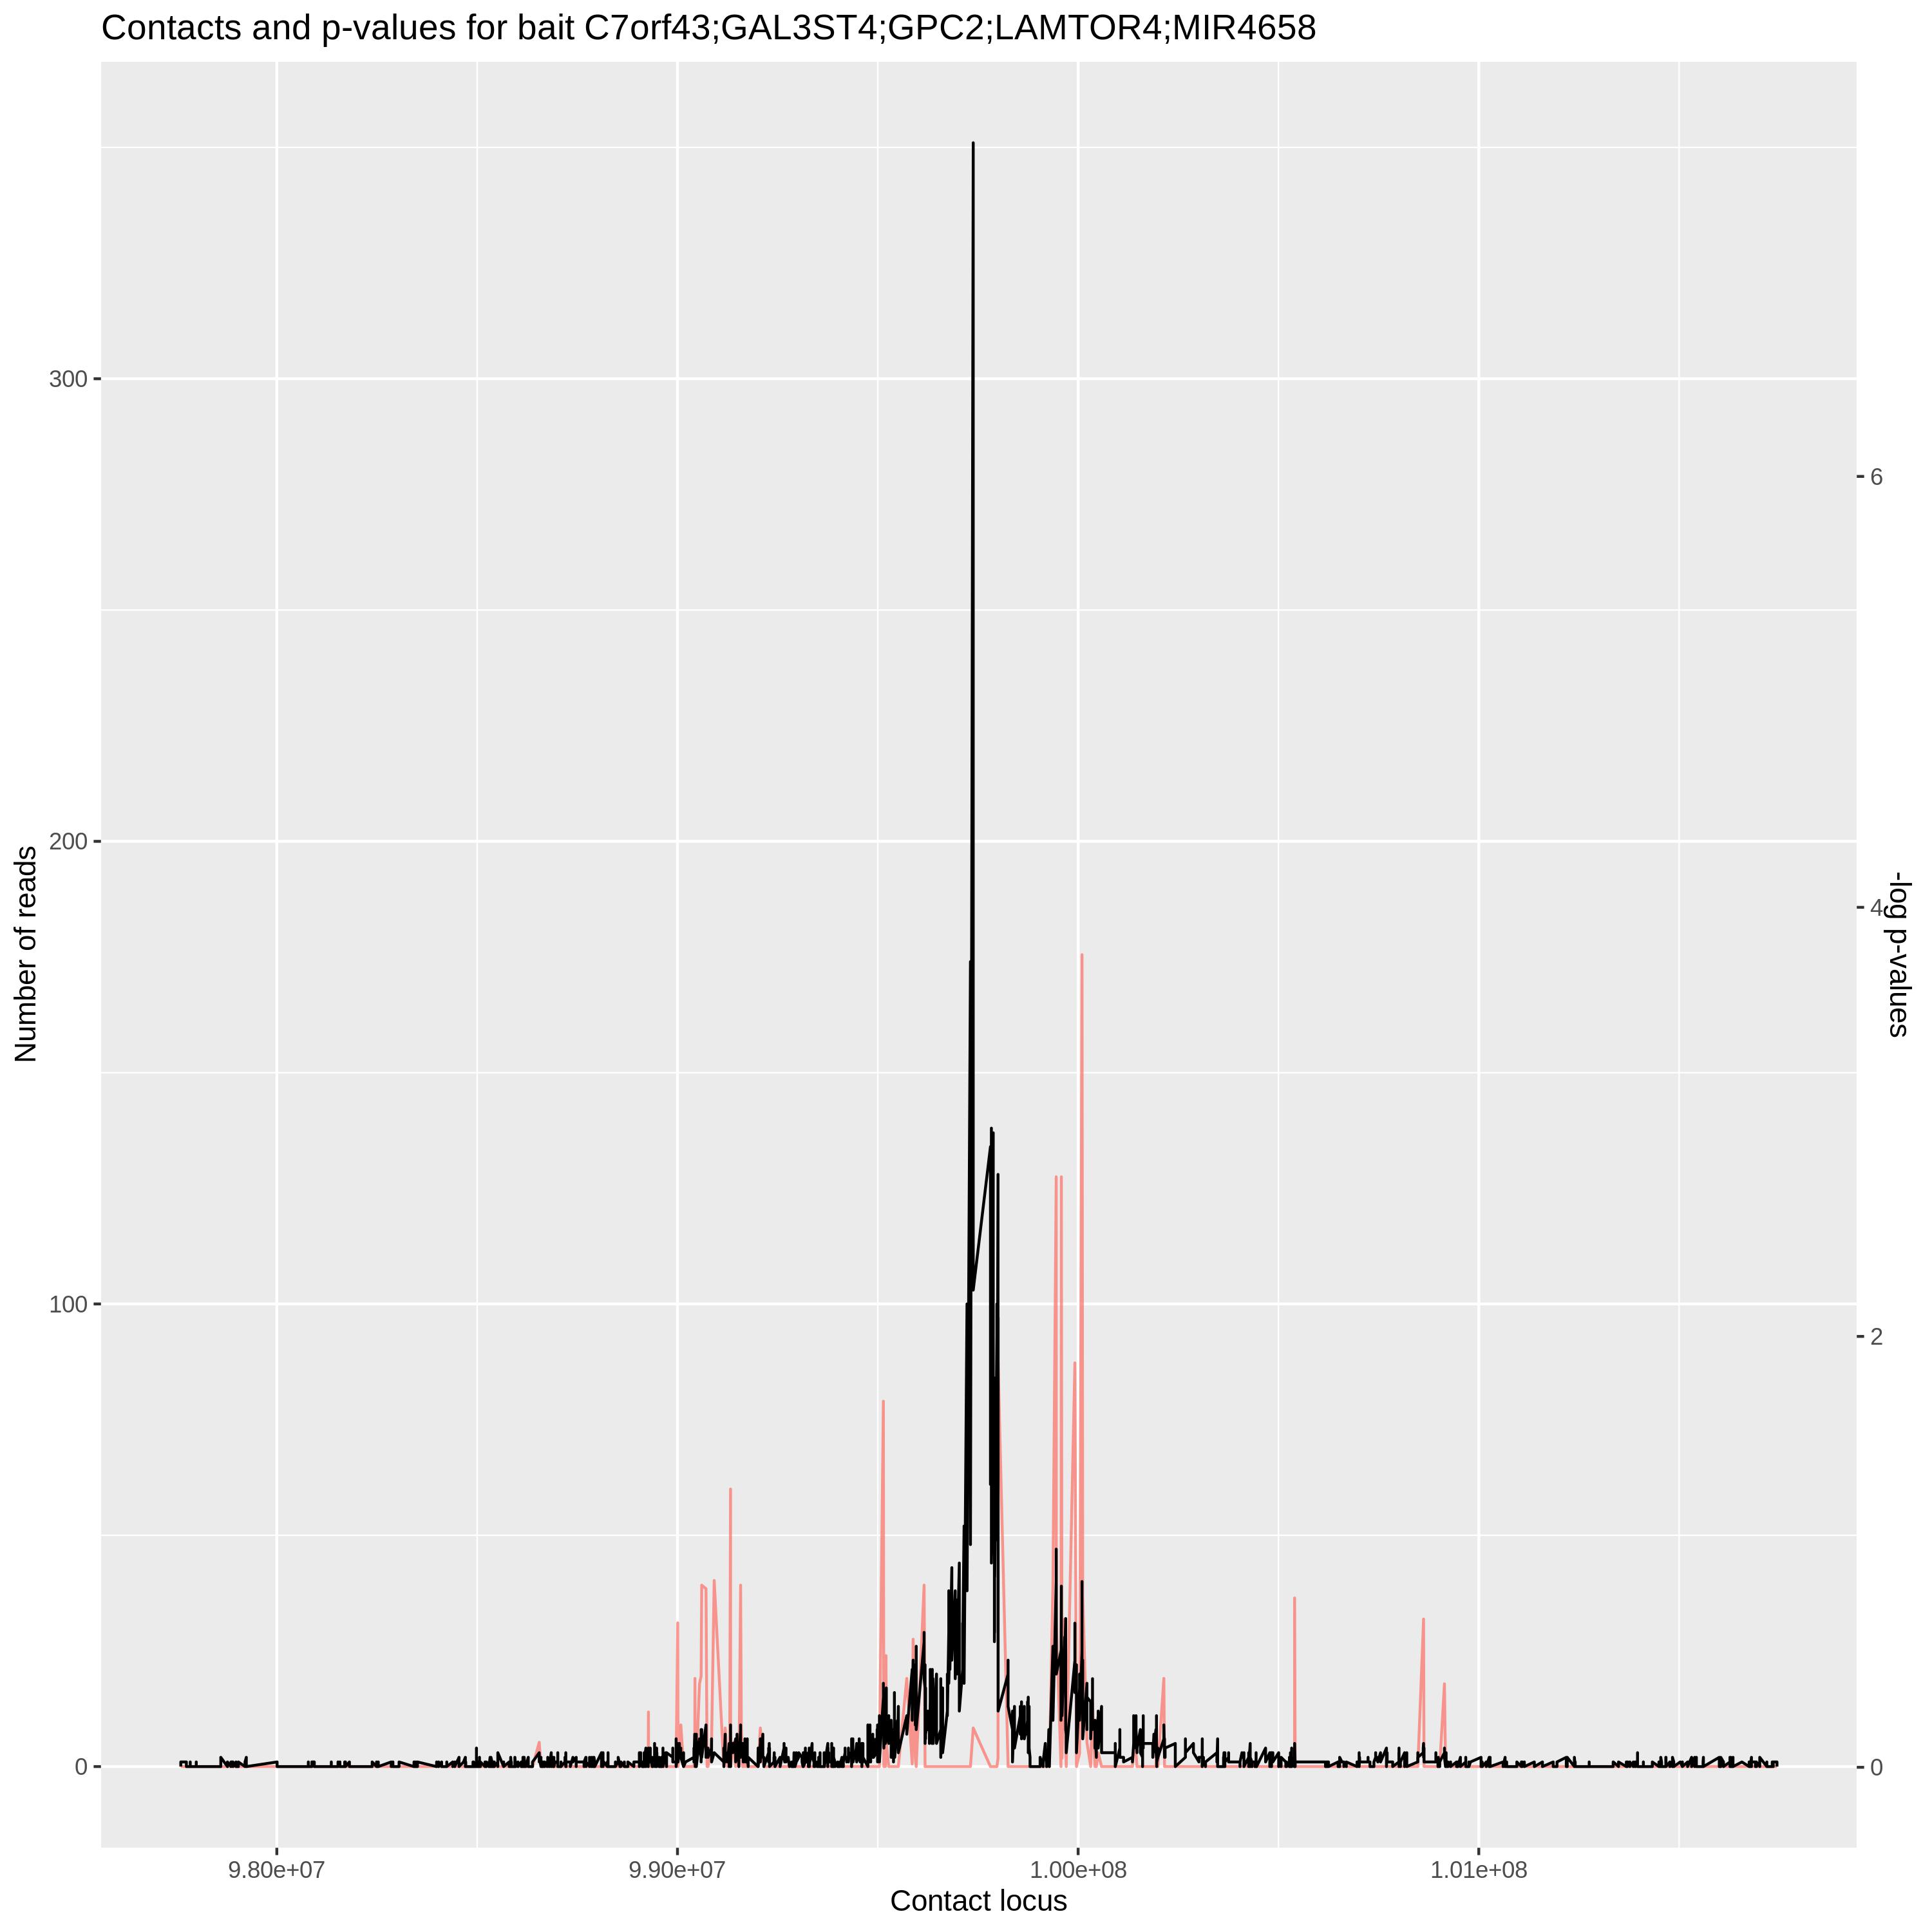 Contacts and p-values for bait C7orf43;GAL3ST4;GPC2;LAMTOR4;MIR4658
300
200
100
0
Number of reads
6
4
2
0
-log p-values
9.80e+07
9.90e+07
1.00e+08
1.01e+08
Contact locus